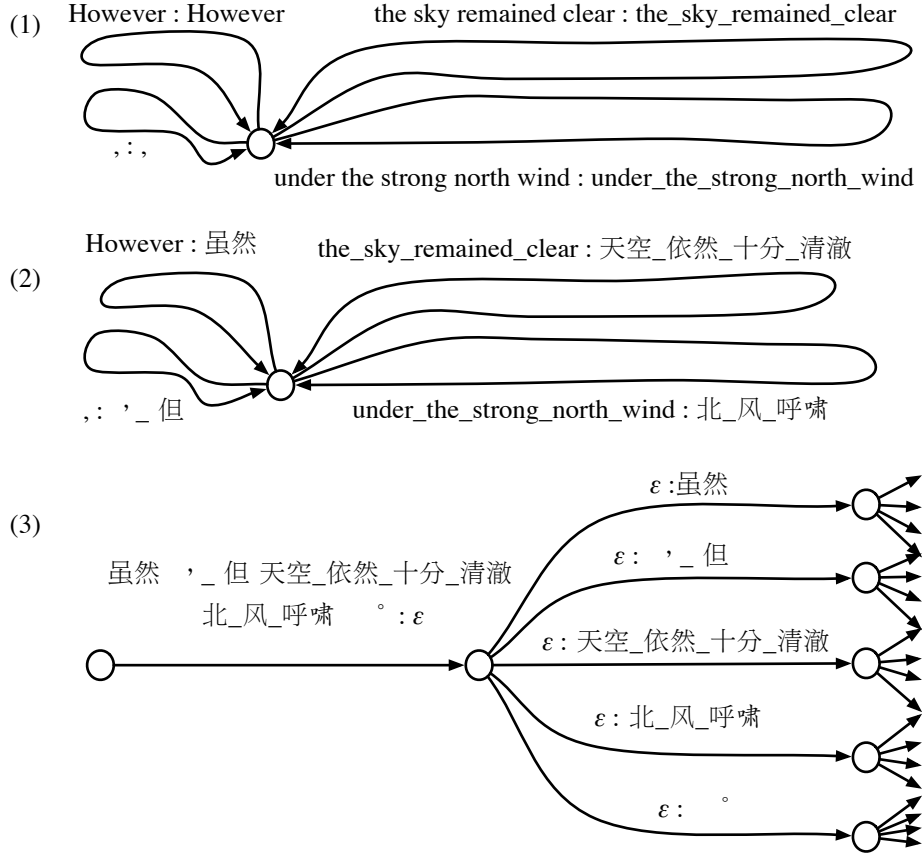 (1)
However : However
the sky remained clear : the_sky_remained_clear
, : ,
under the strong north wind : under_the_strong_north_wind
(2)
However : 虽然
the_sky_remained_clear : 天空_依然_十分_清澈
, : ，_ 但
under_the_strong_north_wind : 北_风_呼啸
(3)
虽然 ，_ 但 天空_依然_十分_清澈
北_风_呼啸 。 : ε
ε :虽然
ε : ，_ 但
ε : 天空_依然_十分_清澈
ε : 北_风_呼啸
ε : 。